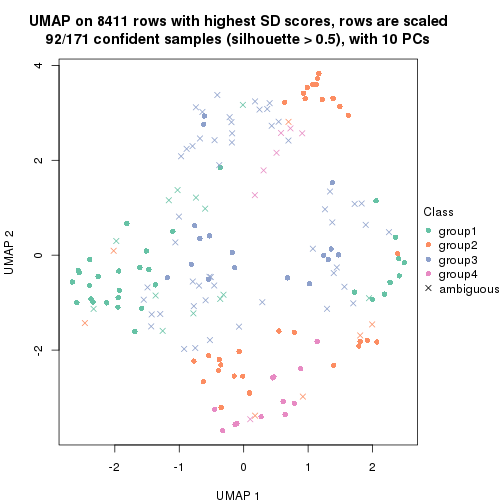 UMAP on 8411 rows with highest SD scores, rows are scaled
92/171 confident samples (silhouette > 0.5), with 10 PCs
4
2
0
-2
UMAP 2
-2
-1
0
1
2
UMAP 1
Class
group1
group2
group3
group4
ambiguous